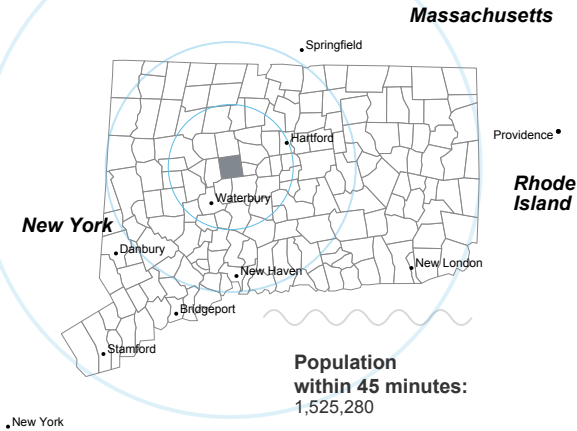 Massachusetts
Springfield
Providence
Hartford
Rhode
Island
Waterbury
New York
Danbury
New London
New Haven
Bridgeport
Stamford
Population
within 45 minutes:
1,525,280
New York